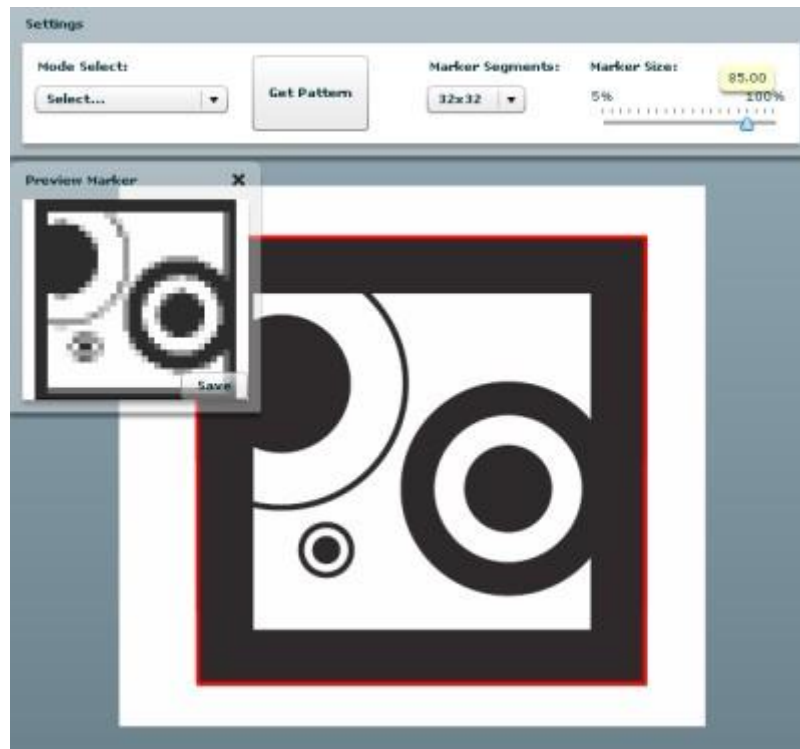 Settings
Mode Select:
Select...
Get Pattern
Marker Segments:
32x32
Marker Size:
85.00
5%
100%
Preview Marker
Save